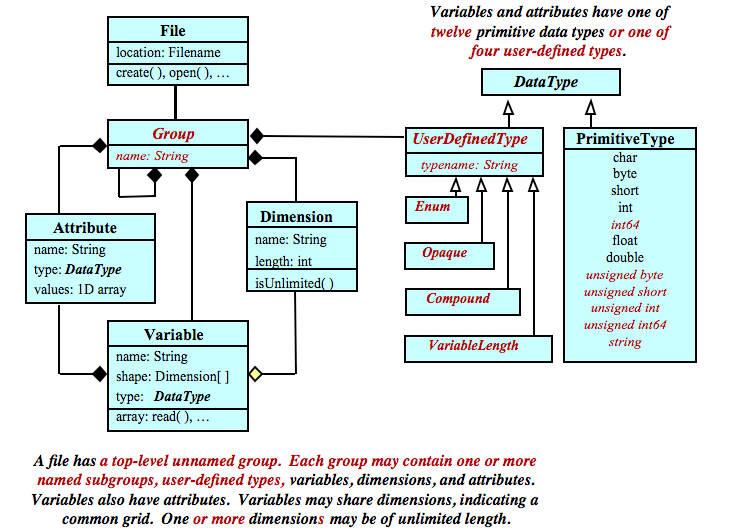 Variables and attributes have one of
twelve primitive data types or one of
four user-defined types.
File
location: Filename
create( ), open( ), …
DataType
Group
name: String
UserDefinedType
typename: String
PrimitiveType
char
byte
short
int
int64
float
double
unsigned byte
unsigned short
unsigned int
unsigned int64
string
Enum
Opaque
Compound
VariableLength
Attribute
name: String
type: DataType
values: 1D array
Dimension
name: String
length: int
isUnlimited( )
Variable
name: String
shape: Dimension[ ]
type: DataType
array: read( ), …
A file has a top-level unnamed group. Each group may contain one or more
named subgroups, user-defined types, variables, dimensions, and attributes.
Variables also have attributes. Variables may share dimensions, indicating a
common grid. One or more dimensions may be of unlimited length.